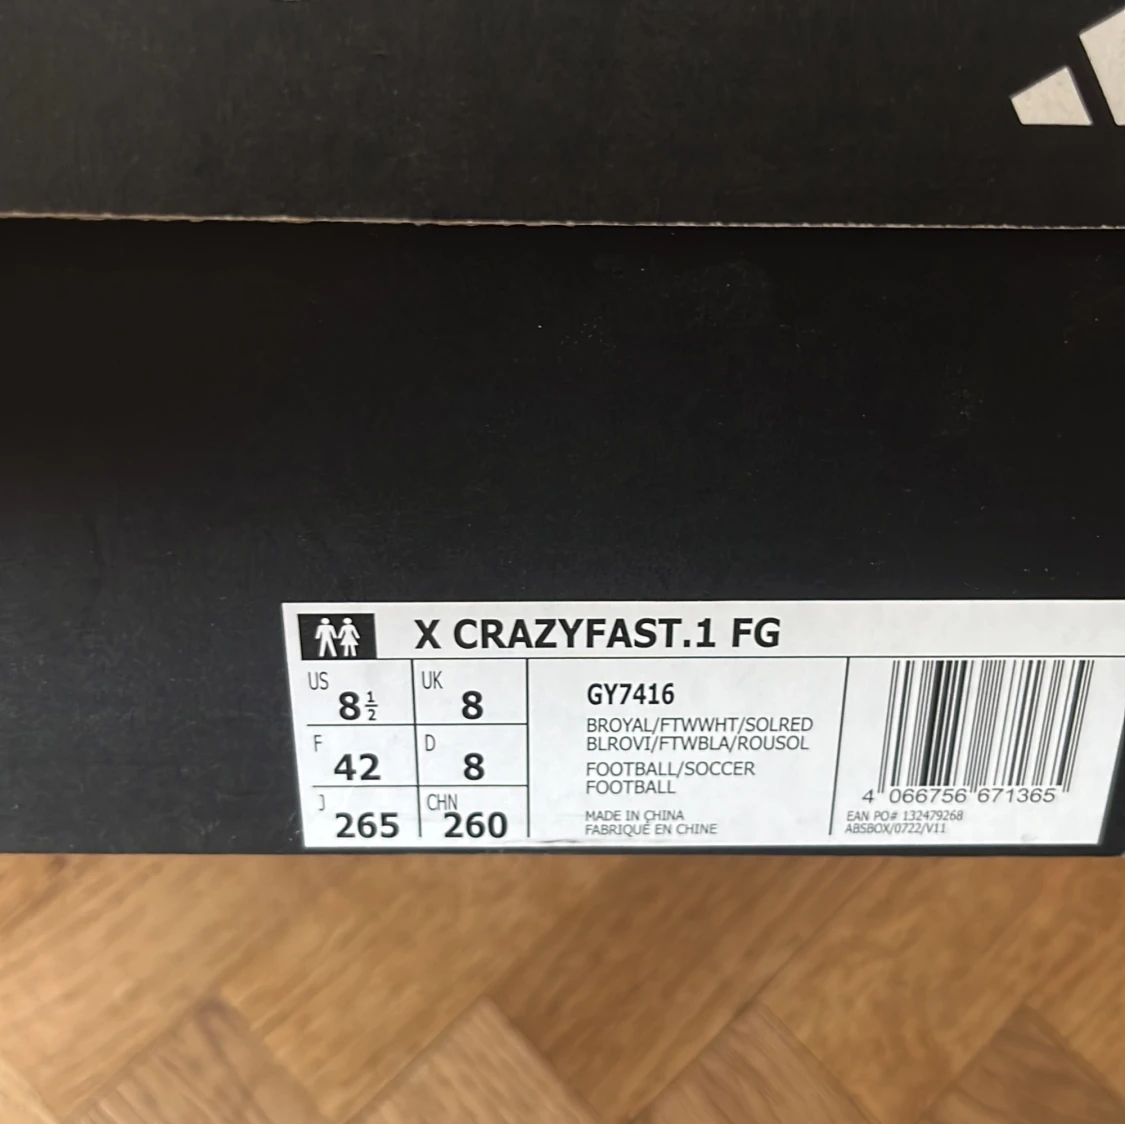 X CRAZYFAST.1 FG
US 8½ UK 8
F 42 D 8
J 265 CHN 260
GY7416
BROYAL/FTWWHT/SOLRED
BLROVI/FTWBLA/ROUSOL
FOOTBALL/SOCCER
FOOTBALL
MADE IN CHINA
FABRIQUÉ EN CHINE
4 066756 671365
EAN PO# 132479268
ABSBOX/0722/V11